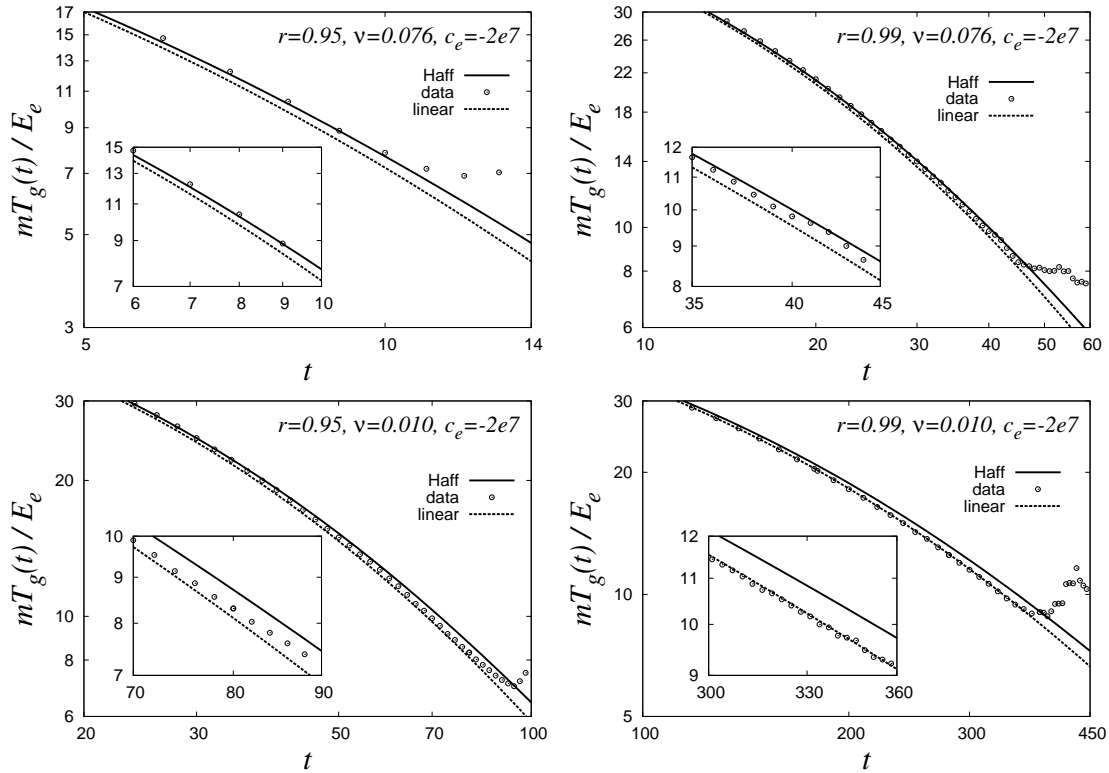 r=0.95, ν=0.076, c_e=-2e7
mT_g(t) / E_e
17
15
13
11
9
7
5
3
Haff
data
linear
15
13
11
9
7
6 7 8 9 10
5 10 14
t
r=0.99, ν=0.076, c_e=-2e7
mT_g(t) / E_e
30
26
22
18
14
10
8
6
Haff
data
linear
12
11
10
9
8
35 40 45
10 20 30 40 50 60
t
r=0.95, ν=0.010, c_e=-2e7
mT_g(t) / E_e
30
20
10
8
6
Haff
data
linear
10
9
8
7
70 80 90
20 30 50 70 100
t
r=0.99, ν=0.010, c_e=-2e7
mT_g(t) / E_e
30
20
10
5
Haff
data
linear
12
11
10
9
300 330 360
100 200 300 450
t